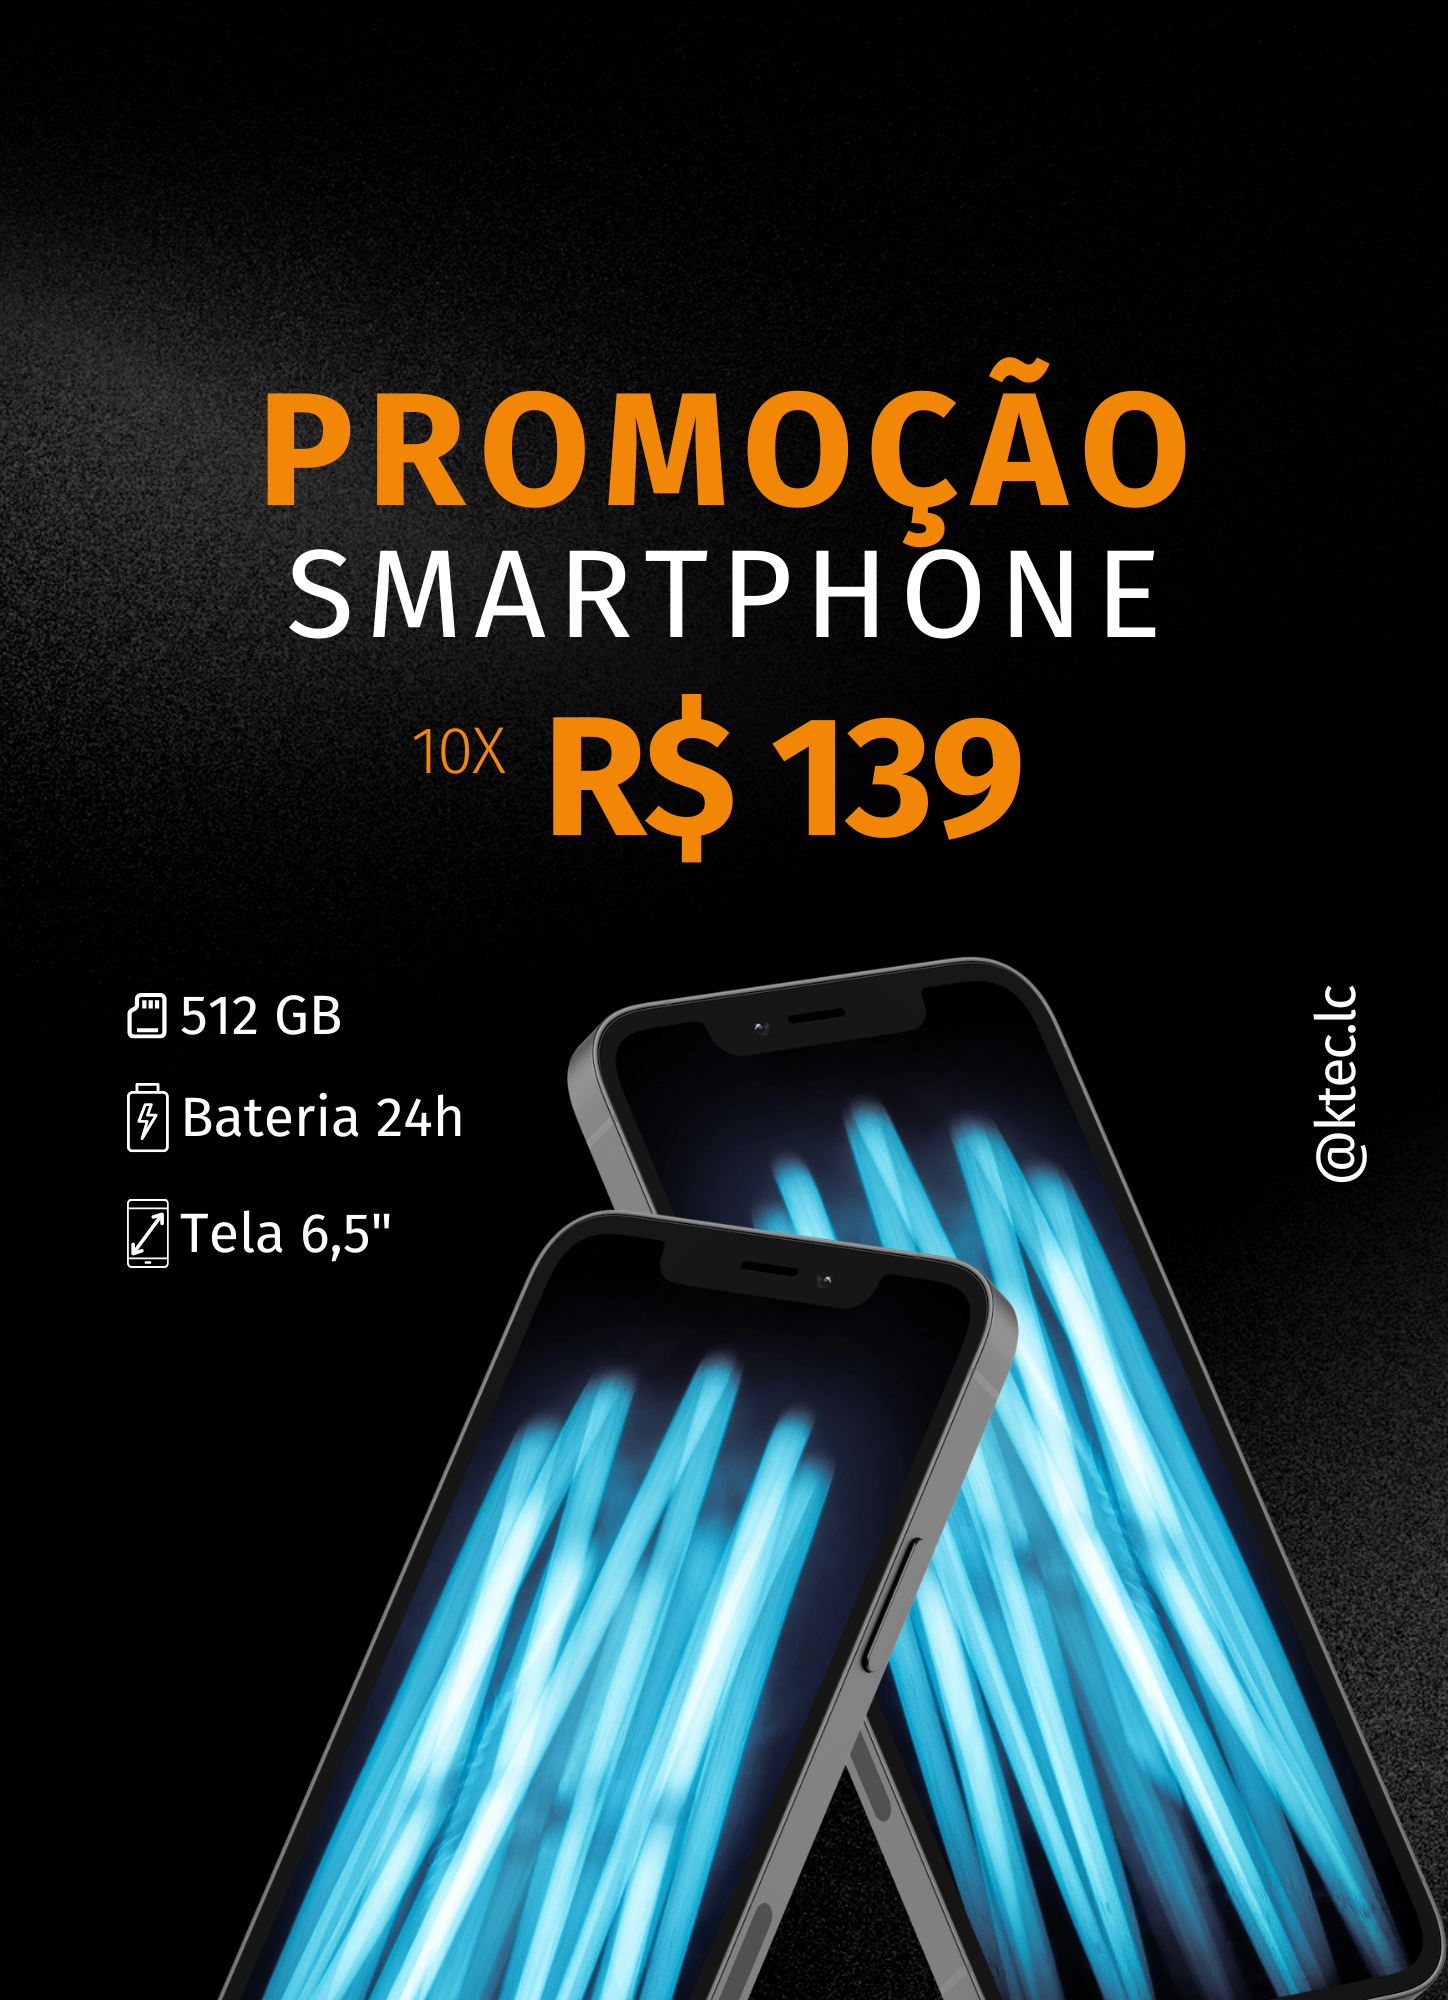 PROMOÇÃO
SMARTPHONE
10X R$ 139
512 GB
Bateria 24h
Tela 6,5"
@ktec.lc